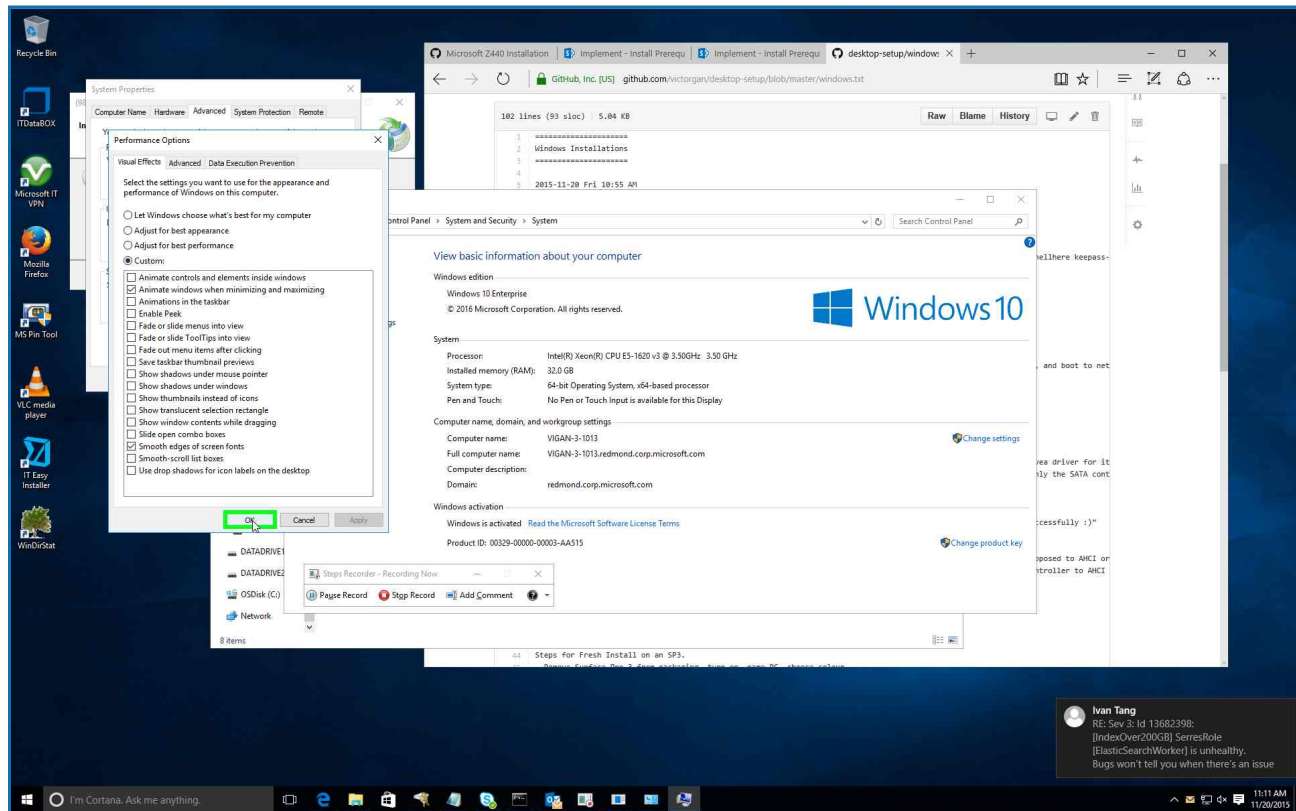 Recycle Bin
ITDataBOX
Microsoft IT
VPN
Mozilla
Firefox
MS Pin Tool
VLC media
player
IT Easy
Installer
WinDirStat
System Properties
Computer Name Hardware Advanced System Protection Remote
Performance Options
Visual Effects Advanced Data Execution Prevention
Select the settings you want to use for the appearance and
performance of Windows on this computer.
Let Windows choose what's best for my computer
Adjust for best appearance
Adjust for best performance
Custom:
Animate controls and elements inside windows
Animate windows when minimizing and maximizing
Animations in the taskbar
Enable Peek
Fade or slide menus into view
Fade or slide ToolTips into view
Fade out menu items after clicking
Save taskbar thumbnail previews
Show shadows under mouse pointer
Show shadows under windows
Show thumbnails instead of icons
Show translucent selection rectangle
Show window contents while dragging
Slide open combo boxes
Smooth edges of screen fonts
Smooth-scroll list boxes
Use drop shadows for icon labels on the desktop
OK Cancel Apply
Microsoft Z440 Installation Implement - Install Prerequ Implement - Install Prerequ desktop-setup/window:
GitHub, Inc. [US] github.com/victorgan/desktop-setup/blob/master/windows.txt
102 lines (93 sloc) 5.04 KB Raw Blame History
1 =====================
2 Windows Installations
3 =====================
4
5 2015-11-20 Fri 10:55 AM
ntrol Panel › System and Security › System Search Control Panel
View basic information about your computer
Windows edition
Windows 10 Enterprise
© 2016 Microsoft Corporation. All rights reserved.
Windows 10
System
Processor: Intel(R) Xeon(R) CPU E5-1620 v3 @ 3.50GHz 3.50 GHz
Installed memory (RAM): 32.0 GB
System type: 64-bit Operating System, x64-based processor
Pen and Touch: No Pen or Touch Input is available for this Display
Computer name, domain, and workgroup settings
Computer name: VIGAN-3-1013 Change settings
Full computer name: VIGAN-3-1013.redmond.corp.microsoft.com
Computer description:
Domain: redmond.corp.microsoft.com
Windows activation
Windows is activated Read the Microsoft Software License Terms
Product ID: 00329-00000-00003-AA515 Change product key
ellhere keepass-
, and boot to net
ea driver for it
ly the SATA cont
cessfully :)"
posed to AHCI or
troller to AHCI
DATADRIVE1
DATADRIVE2
OSDisk (C:)
Network
8 items
Steps Recorder - Recording Now
Pause Record Stop Record Add Comment
44 Steps for Fresh Install on an SP3.
Remove Surface Pro 3 from packaging, turn on, name PC, choose colour
Ivan Tang
RE: Sev 3: Id 13682398:
[IndexOver200GB] SerresRole
[ElasticSearchWorker] is unhealthy.
Bugs won't tell you when there's an issue
I'm Cortana. Ask me anything.
11:11 AM
11/20/2015